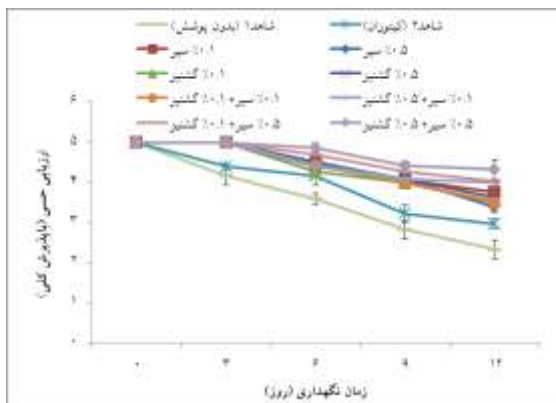 شاهد۱ (بدون پوشش) شاهد۲ (کیتوزان)
۰.۱٪ سیر ۰.۵٪ سیر
۰.۱٪ گشنیز ۰.۵٪ گشنیز
۰.۱٪ سیر+۰.۱٪ گشنیز ۰.۱٪ سیر+۰.۵٪ گشنیز
۰.۵٪ سیر+۰.۱٪ گشنیز ۰.۵٪ سیر+۰.۵٪ گشنیز
ارزیابی حسی (باپذیرش کلی)
۶
۵
۴
۳
۲
۱
۰
۰ ۳ ۶ ۹ ۱۲
زمان نگهداری (روز)